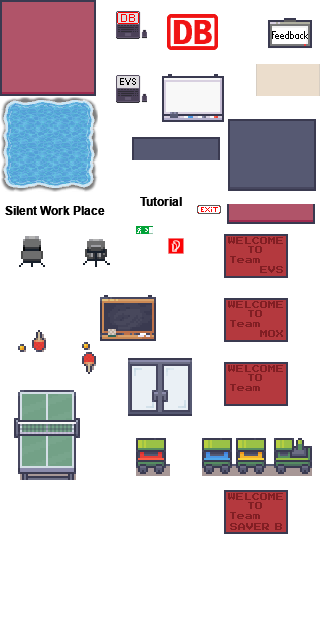 DB
DB
Feedback
EVS
Tutorial
Silent Work Place
EXiT
WELCOME
TO
Team
EVS
WELCOME
TO
Team
MOX
WELCOME
TO
Team
WELCOME
TO
Team
SAVER B